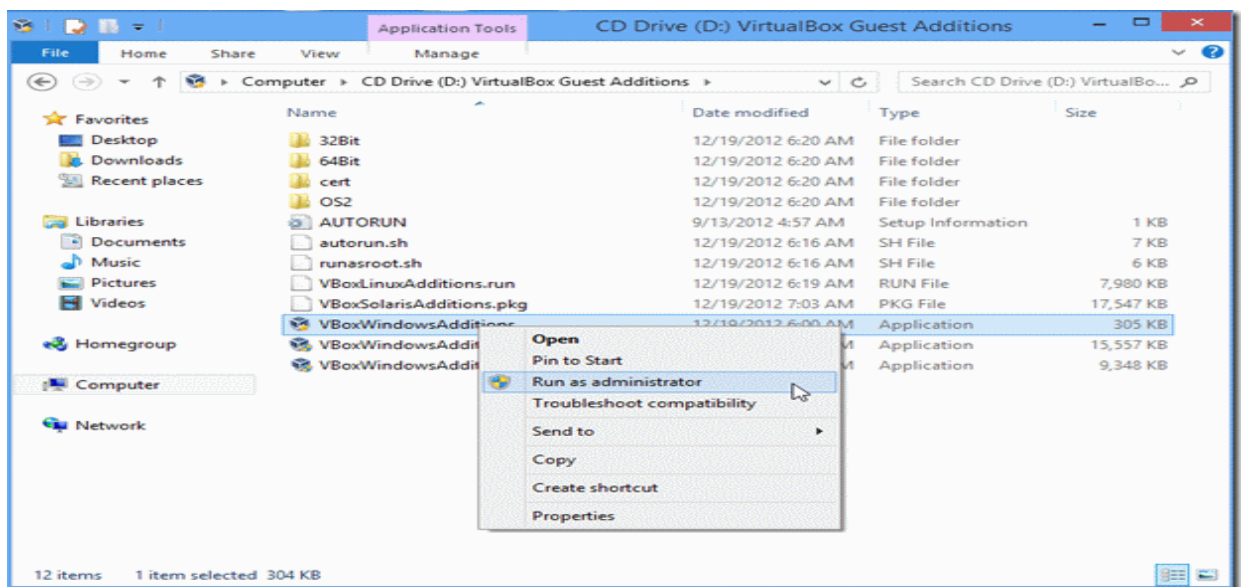 Application Tools CD Drive (D:) VirtualBox Guest Additions
File Home Share View Manage
Computer CD Drive (D:) VirtualBox Guest Additions Search CD Drive (D:) VirtualBo...
Name Date modified Type Size
Favorites
Desktop
Downloads
Recent places
Libraries
Documents
Music
Pictures
Videos
Homegroup
Computer
Network
32Bit 12/19/2012 6:20 AM File folder
64Bit 12/19/2012 6:20 AM File folder
cert 12/19/2012 6:20 AM File folder
OS2 12/19/2012 6:20 AM File folder
AUTORUN 9/13/2012 4:57 AM Setup Information 1 KB
autorun.sh 12/19/2012 6:16 AM SH File 7 KB
runasroot.sh 12/19/2012 6:16 AM SH File 6 KB
VBoxLinuxAdditions.run 12/19/2012 6:19 AM RUN File 7,980 KB
VBoxSolarisAdditions.pkg 12/19/2012 7:03 AM PKG File 17,547 KB
VBoxWindowsAdditions 12/19/2012 6:00 AM Application 305 KB
VBoxWindowsAddit M Application 15,557 KB
VBoxWindowsAddit M Application 9,348 KB
Open
Pin to Start
Run as administrator
Troubleshoot compatibility
Send to
Copy
Create shortcut
Properties
12 items 1 item selected 304 KB